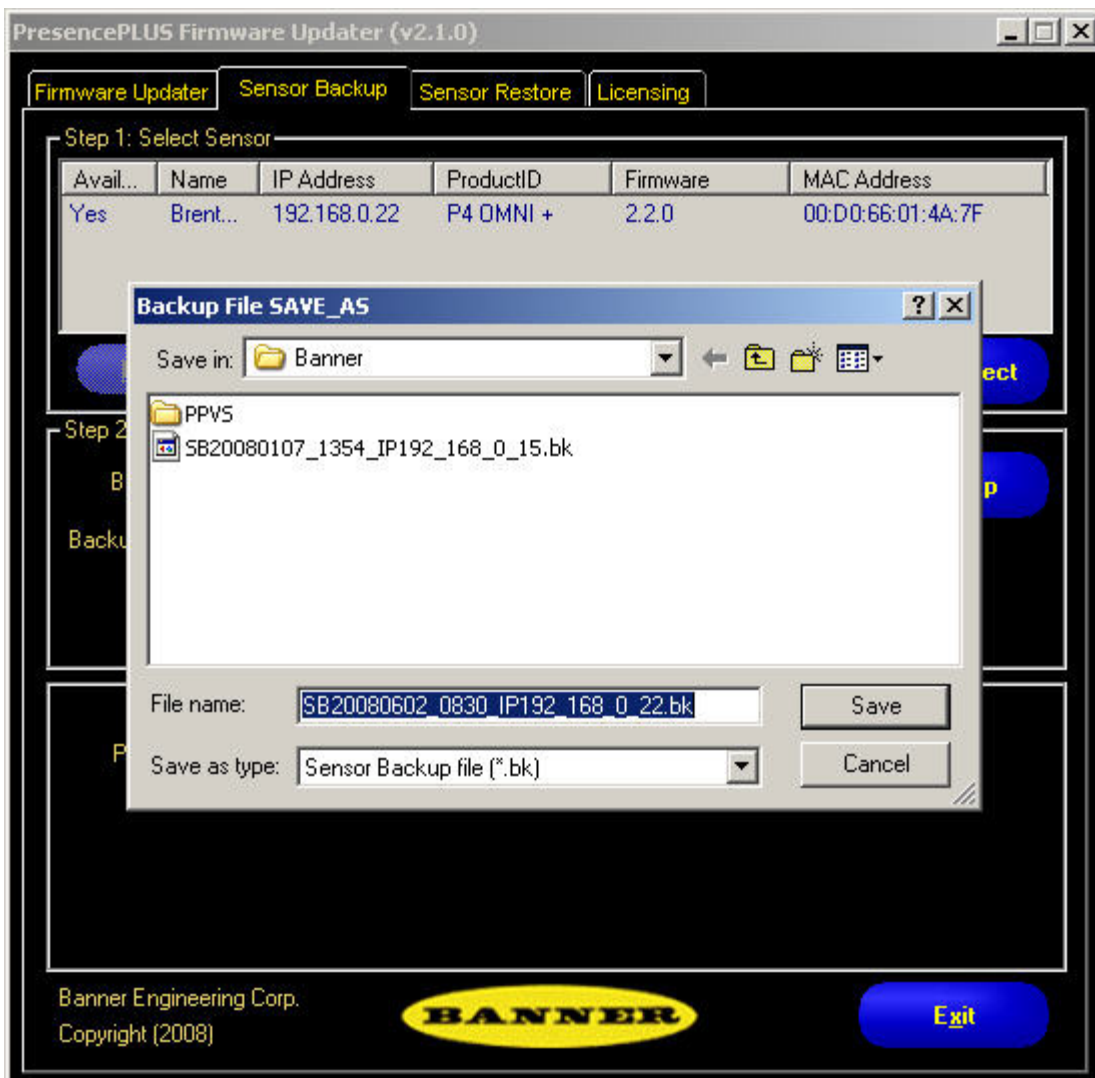 PresencePLUS Firmware Updater (v2.1.0)
Firmware Updater Sensor Backup Sensor Restore Licensing
Step 1: Select Sensor
Avail... Name IP Address ProductID Firmware MAC Address
Yes Brent... 192.168.0.22 P4 OMNI + 2.2.0 00:D0:66:01:4A:7F
Backup File SAVE_AS
Save in: Banner
ect
PPVS
Step 2
SB20080107_1354_IP192_168_0_15.bk
B
p
Backu
File name: SB20080602_0830_IP192_168_0_22.bk Save
P
Save as type: Sensor Backup file (*.bk) Cancel
Banner Engineering Corp.
Copyright (2008)
BANNER
Exit